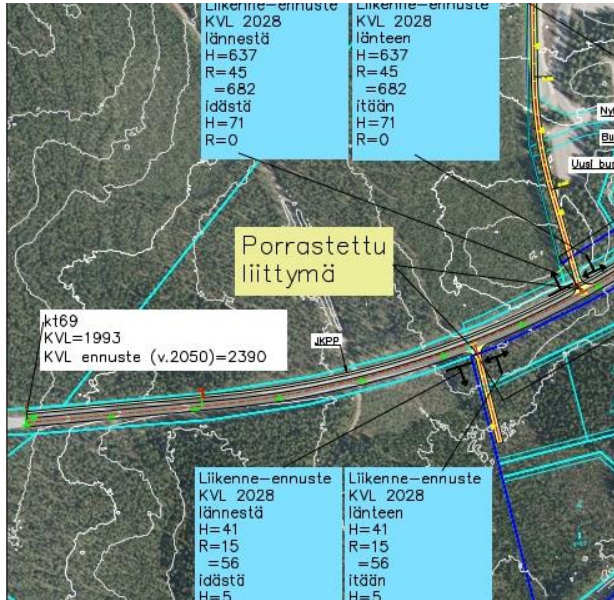 Liikenne-ennuste
KVL 2028
lännestä
H=637
R=45
=682
idästä
H=71
R=0
Liikenne-ennuste
KVL 2028
länteen
H=637
R=45
=682
itään
H=71
R=0
Uusi bus
Porrastettu
liittymä
kt69
KVL=1993
KVL ennuste (v.2050)=2390
JKPP
Liikenne-ennuste
KVL 2028
lännestä
H=41
R=15
=56
idästä
H=5
Liikenne-ennuste
KVL 2028
länteen
H=41
R=15
=56
itään
H=5